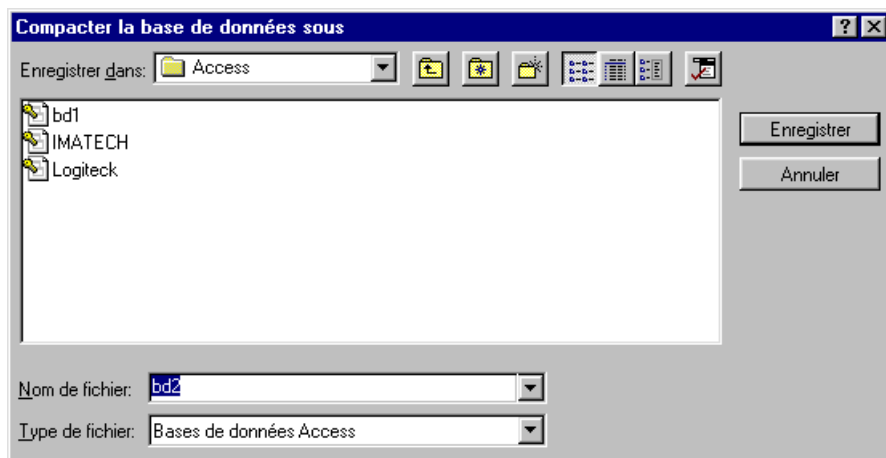 Compacter la base de données sous
Enregistrer dans: Access
bd1
IMATECH
Logiteck
Enregistrer
Annuler
Nom de fichier: bd2
Type de fichier: Bases de données Access